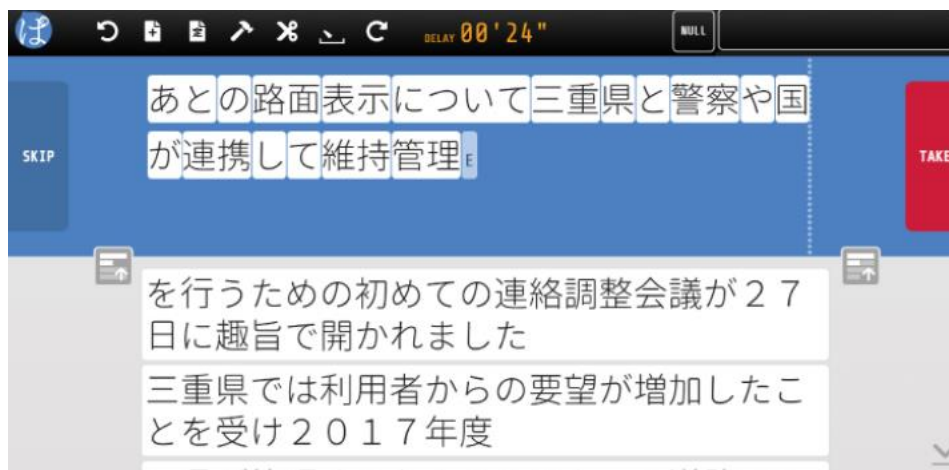 ぱ DELAY 00'24" NULL
あとの路面表示について三重県と警察や国
SKIP が連携して維持管理E TAKE
を行うための初めての連絡調整会議が２７
日に趣旨で開かれました
三重県では利用者からの要望が増加したこ
とを受け２０１７年度